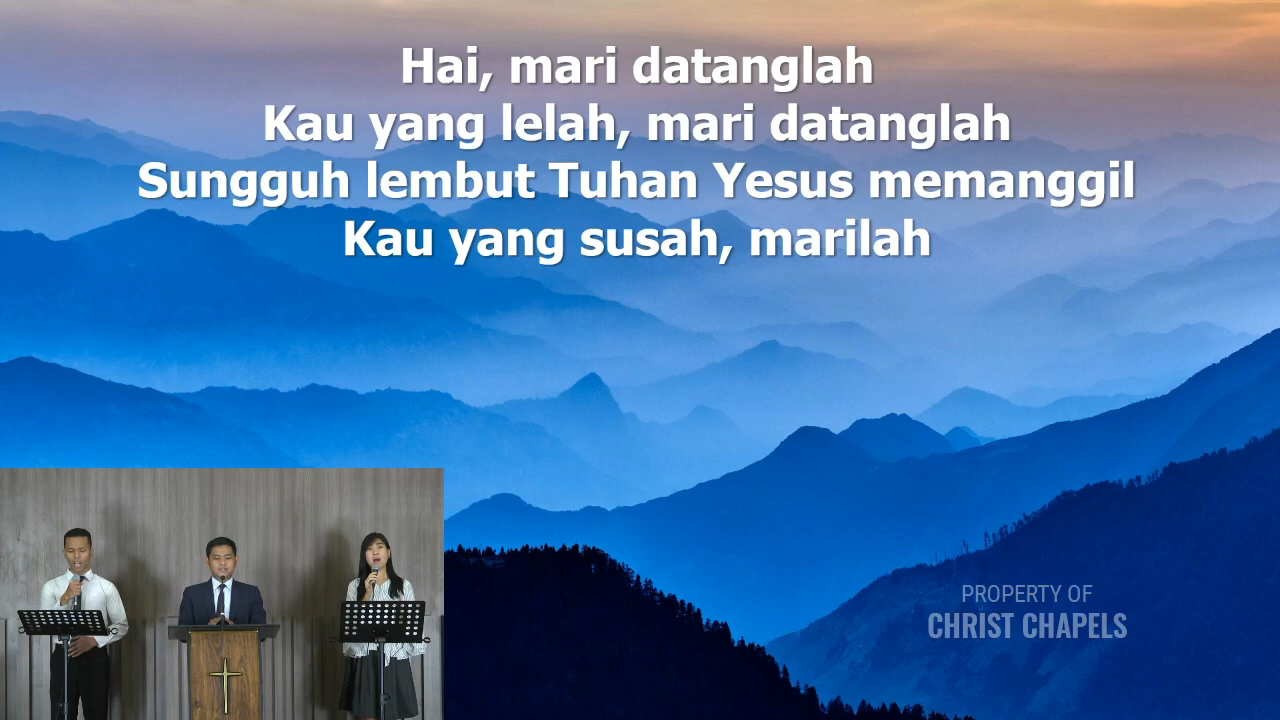 Hai, mari datanglah
Kau yang lelah, mari datanglah
Sungguh lembut Tuhan Yesus memanggil
Kau yang susah, marilah
PROPERTY OF
CHRIST CHAPELS